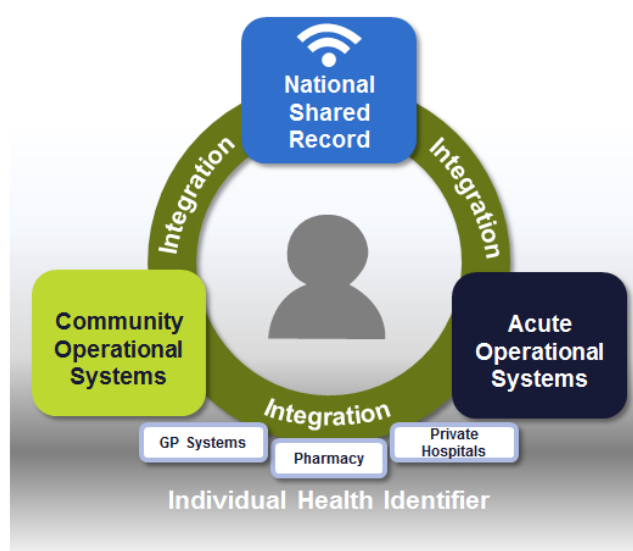 National
Shared
Record
Integration
Integration
Community
Operational
Systems
Acute
Operational
Systems
Integration
GP Systems
Pharmacy
Private
Hospitals
Individual Health Identifier